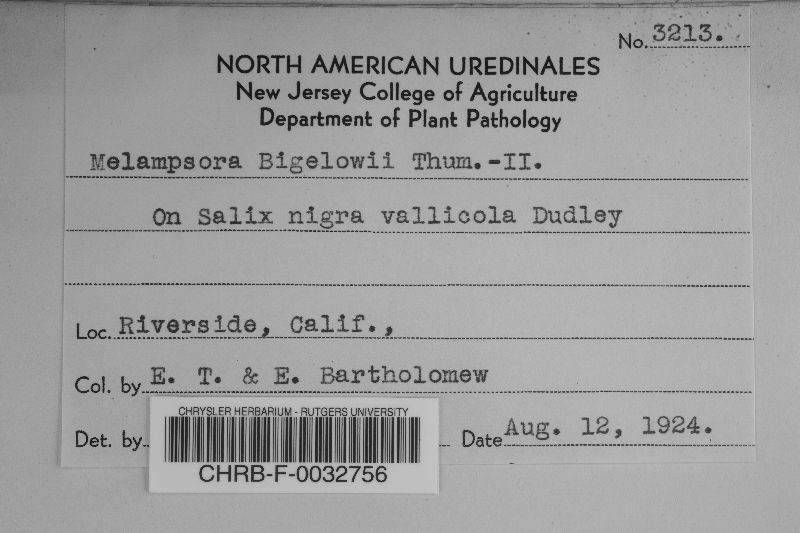 No. 3213.
NORTH AMERICAN UREDINALES
New Jersey College of Agriculture
Department of Plant Pathology
Melampsora Bigelowii Thum.-II.
On Salix nigra vallicola Dudley
Loc. Riverside, Calif.,
Col. by E. T. & E. Bartholomew
Det. by Date Aug. 12, 1924.
CHRYSLER HERBARIUM - RUTGERS UNIVERSITY
CHRB-F-0032756